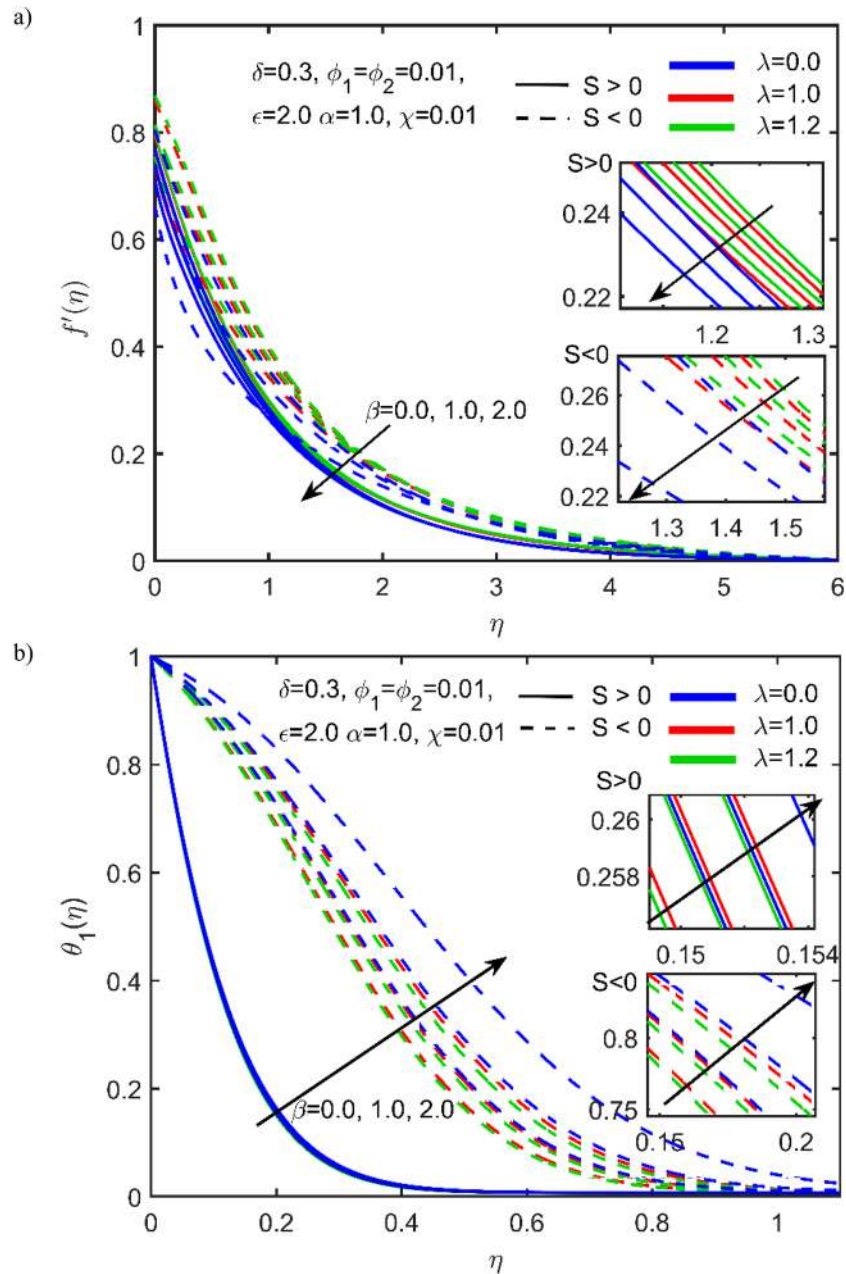 a)
1
0.8
0.6
0.4
0.2
0
f'(η)
δ=0.3, ϕ₁=ϕ₂=0.01,
ϵ=2.0 α=1.0, χ=0.01
S > 0
S < 0
λ=0.0
λ=1.0
λ=1.2
S>0
0.24
0.22
1.2 1.3
S<0
0.26
0.24
0.22
1.3 1.4 1.5
β=0.0, 1.0, 2.0
0 1 2 3 4 5 6
η
b)
1
0.8
0.6
0.4
0.2
0
θ₁(η)
δ=0.3, ϕ₁=ϕ₂=0.01,
ϵ=2.0 α=1.0, χ=0.01
S > 0
S < 0
λ=0.0
λ=1.0
λ=1.2
S>0
0.26
0.258
0.15 0.154
S<0
0.8
0.75
0.15 0.2
β=0.0, 1.0, 2.0
0 0.2 0.4 0.6 0.8 1
η